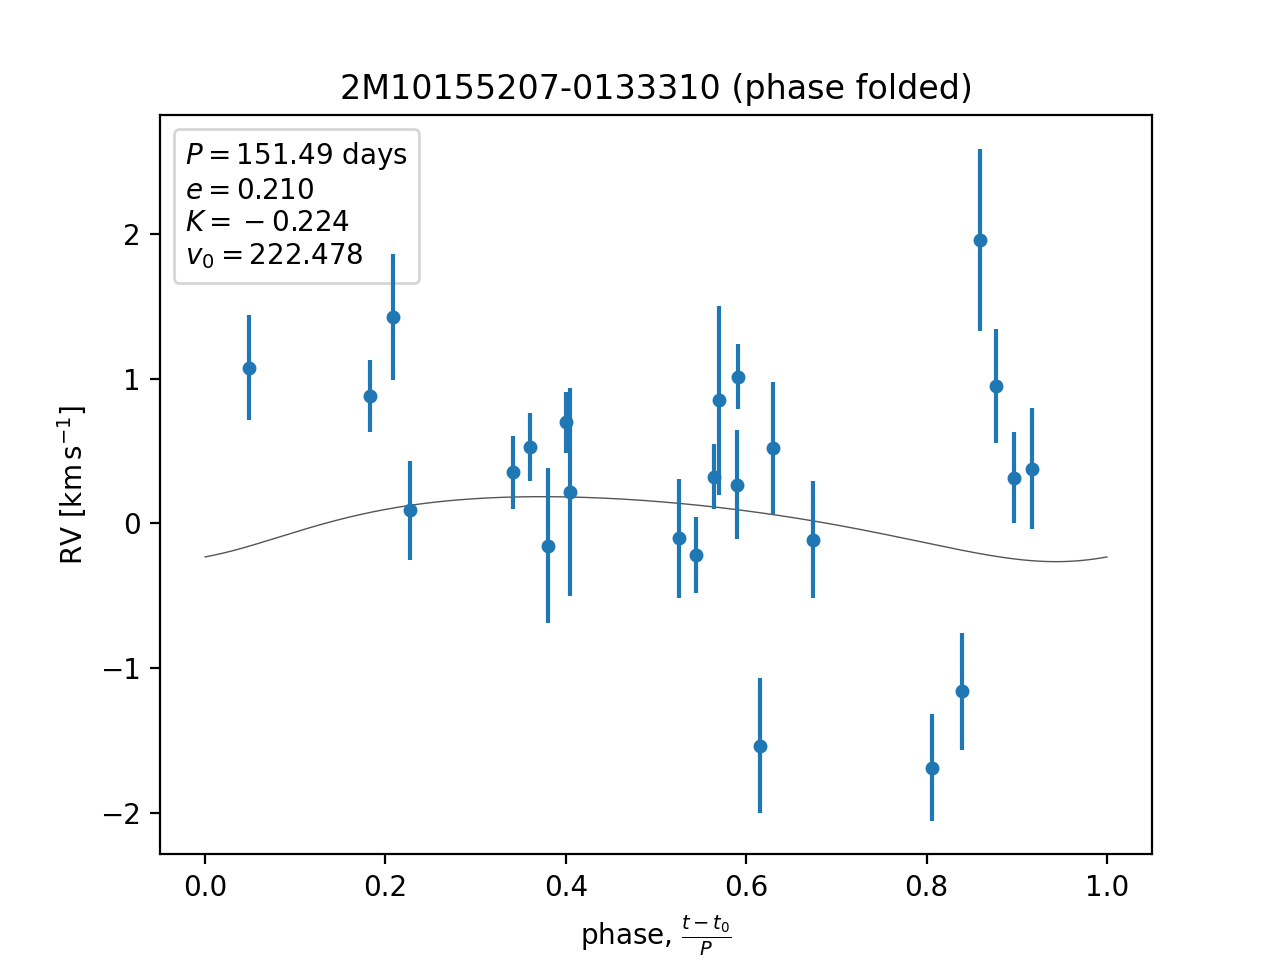 2M10155207-0133310 (phase folded)
P = 151.49 days
e = 0.210
K = −0.224
v₀ = 222.478
RV [km s⁻¹]
2
1
0
−1
−2
0.0 0.2 0.4 0.6 0.8 1.0
phase, (t − t₀)/P